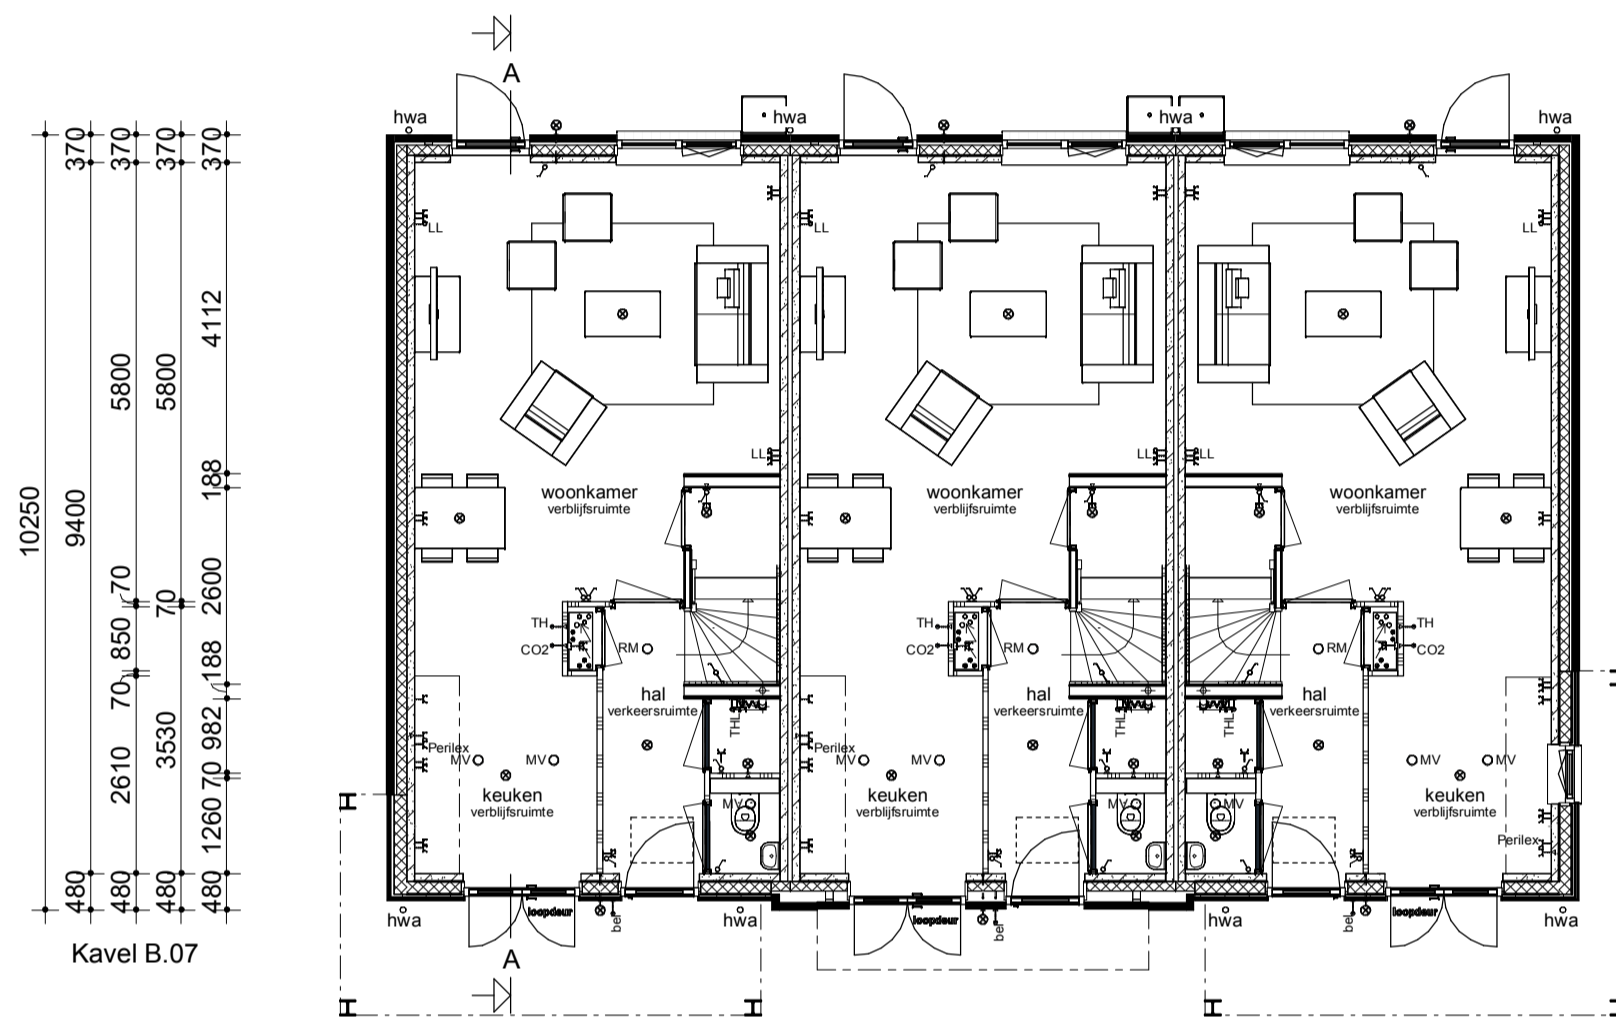 A
hwa
hwa
hwa
hwa
370
370
370
370
10250
9400
5800
70
850
70
2610
5800
70
3530
4112
188
2600
188
982
70
1260
480
480
480
480
Kavel B.07
LL
LL
LL
LL
LL
LL
woonkamer
verblijfsruimte
woonkamer
verblijfsruimte
woonkamer
verblijfsruimte
TH
CO2
RM
TH
CO2
RM
RM
TH
CO2
hal
verkeersruimte
hal
verkeersruimte
hal
verkeersruimte
THL
THL
THL
Perilex
MV
MV
Perilex
MV
MV
MV
MV
keuken
verblijfsruimte
MV
keuken
verblijfsruimte
MV
MV
keuken
verblijfsruimte
Perilex
hwa
loopdeur
bel
hwa
loopdeur
bel
hwa
bel
loopdeur
hwa
A